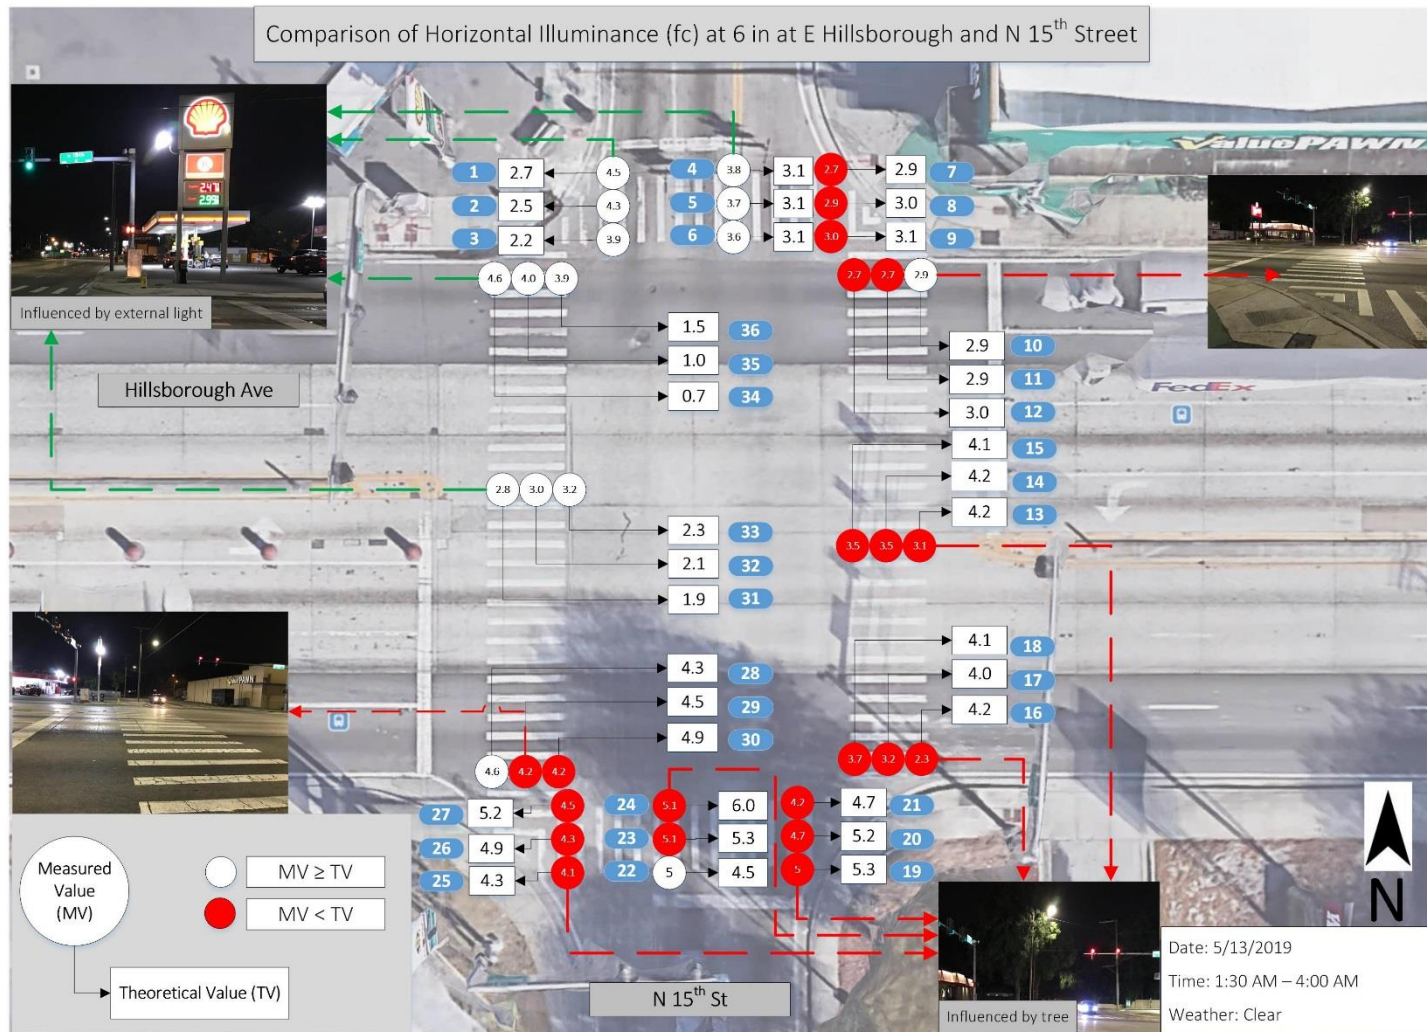 Comparison of Horizontal Illuminance (fc) at 6 in at E Hillsborough and N 15th Street
ValuePAWN
2.47
2.99
Influenced by external light
1 2.7 4.5
2 2.5 4.3
3 2.2 3.9
4 3.8 3.1 2.7 2.9 7
5 3.7 3.1 2.9 3.0 8
6 3.6 3.1 3.0 3.1 9
4.6 4.0 3.9
2.7 2.7 2.9
1.5 36
1.0 35
0.7 34
2.9 10
2.9 11
3.0 12
4.1 15
4.2 14
4.2 13
Hillsborough Ave
FedEx
2.8 3.0 3.2
3.5 3.5 3.1
2.3 33
2.1 32
1.9 31
4.1 18
4.0 17
4.2 16
4.3 28
4.5 29
4.9 30
PAWN
4.6 4.2 4.2
3.7 3.2 2.3
27 5.2 4.5
26 4.9 4.3
25 4.3 4.1
24 5.1 6.0
23 5.1 5.3
22 5 4.5
4.7 21
4.7 5.2 20
5 5.3 19
Measured
Value
(MV)
MV ≥ TV
MV < TV
Theoretical Value (TV)
N 15th St
Influenced by tree
N
Date: 5/13/2019
Time: 1:30 AM – 4:00 AM
Weather: Clear